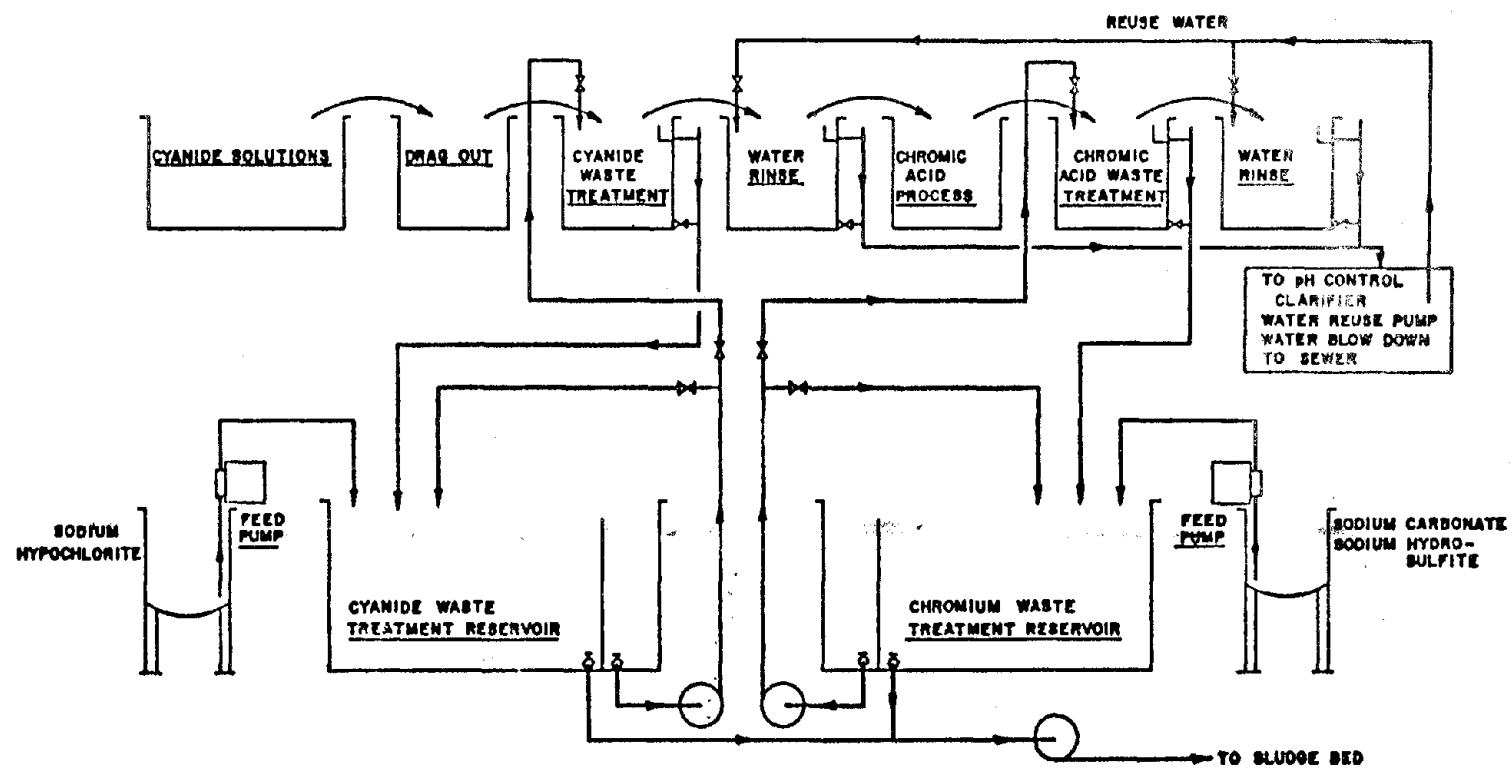 REUSE WATER
CYANIDE SOLUTIONS
DRAG OUT
CYANIDE
WASTE
TREATMENT
WATER
RINSE
CHROMIC
ACID
PROCESS
CHROMIC
ACID WASTE
TREATMENT
WATER
RINSE
TO pH CONTROL
CLARIFIER
WATER REUSE PUMP
WATER BLOW DOWN
TO SEWER
SODIUM
HYPOCHLORITE
FEED
PUMP
CYANIDE WASTE
TREATMENT RESERVOIR
CHROMIUM WASTE
TREATMENT RESERVOIR
FEED
PUMP
SODIUM CARBONATE
SODIUM HYDRO-
SULFITE
TO SLUDGE BED